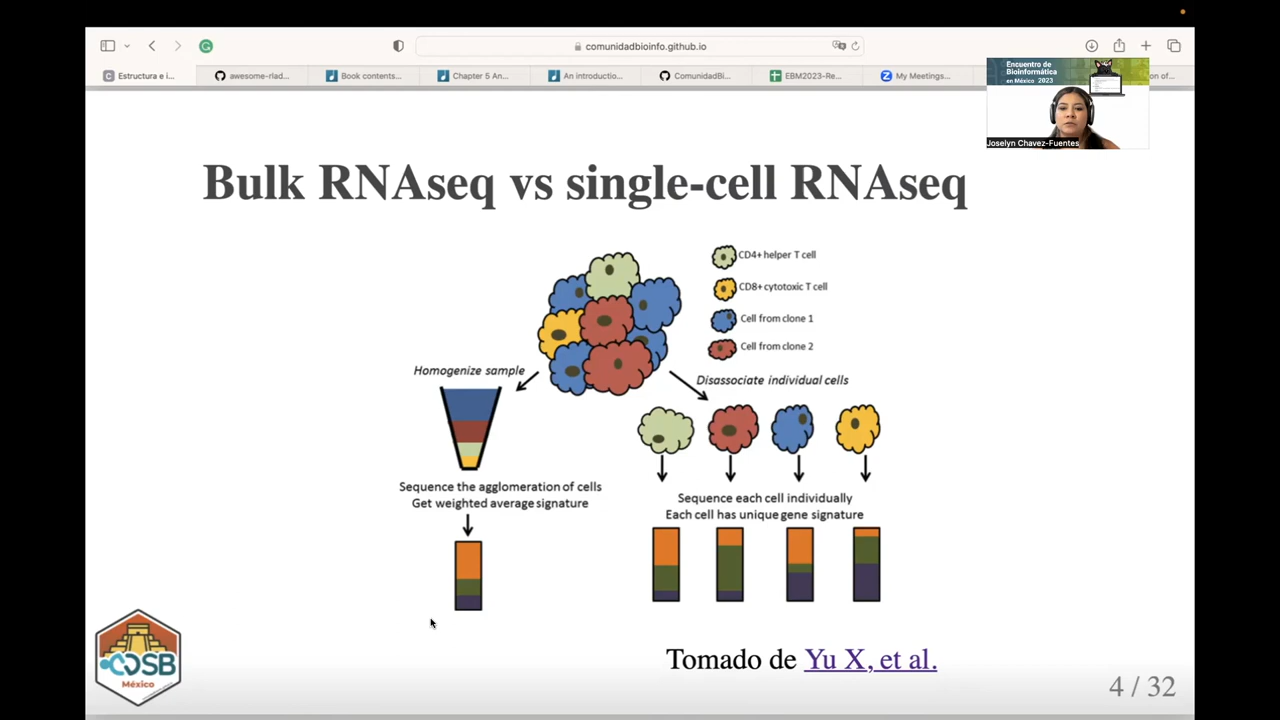 comunidadbioinfo.github.io
Estructura e i...
awesome-rlad...
Book contents...
Chapter 5 An...
An introductio...
ComunidadBi...
EBM2023-Re...
My Meetings...
on of...
Encuentro de
Bioinformática
en México 2023
Joselyn Chavez-Fuentes
Bulk RNAseq vs single-cell RNAseq
CD4+ helper T cell
CD8+ cytotoxic T cell
Cell from clone 1
Cell from clone 2
Homogenize sample
Disassociate individual cells
Sequence the agglomeration of cells
Get weighted average signature
Sequence each cell individually
Each cell has unique gene signature
CDSB
México
Tomado de Yu X, et al.
4 / 32